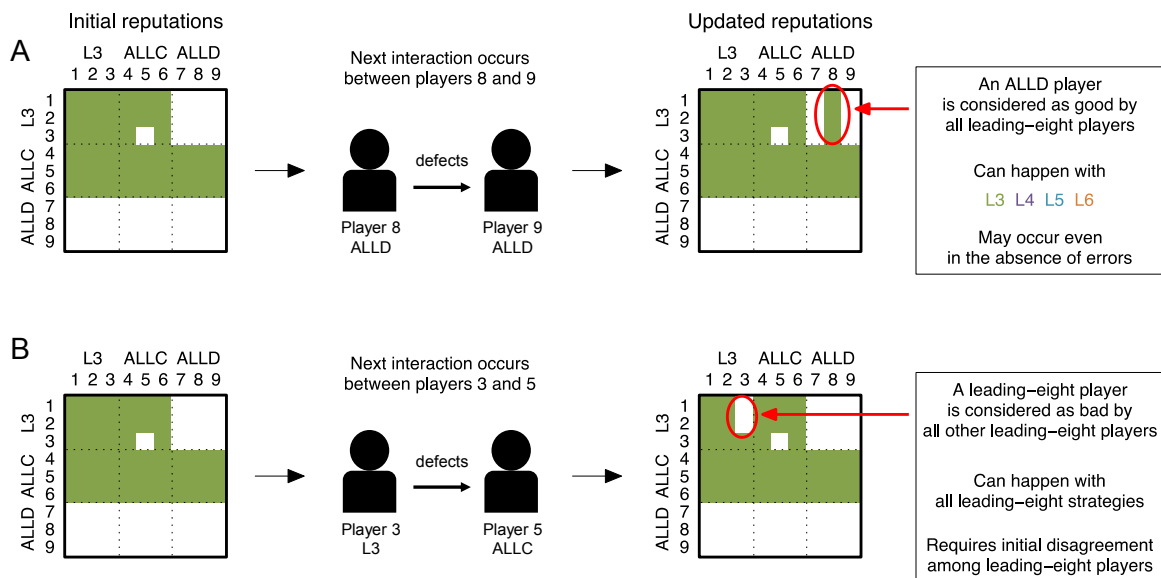 Initial reputations
Updated reputations
A
L3 ALLC ALLD
1 2 3 4 5 6 7 8 9
L3
ALLC
ALLD
1
2
3
4
5
6
7
8
9
Next interaction occurs
between players 8 and 9
defects
Player 8
ALLD
Player 9
ALLD
L3 ALLC ALLD
1 2 3 4 5 6 7 8 9
L3
ALLC
ALLD
1
2
3
4
5
6
7
8
9
An ALLD player
is considered as good by
all leading−eight players
Can happen with
L3 L4 L5 L6
May occur even
in the absence of errors
B
L3 ALLC ALLD
1 2 3 4 5 6 7 8 9
L3
ALLC
ALLD
1
2
3
4
5
6
7
8
9
Next interaction occurs
between players 3 and 5
defects
Player 3
L3
Player 5
ALLC
L3 ALLC ALLD
1 2 3 4 5 6 7 8 9
L3
ALLC
ALLD
1
2
3
4
5
6
7
8
9
A leading−eight player
is considered as bad by
all other leading−eight players
Can happen with
all leading−eight strategies
Requires initial disagreement
among leading−eight players